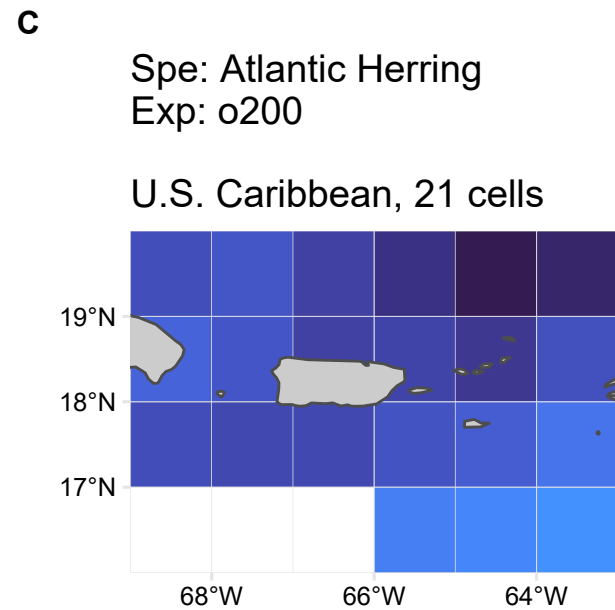 C
Spe: Atlantic Herring
Exp: o200
U.S. Caribbean, 21 cells
19°N
18°N
17°N
68°W
66°W
64°W